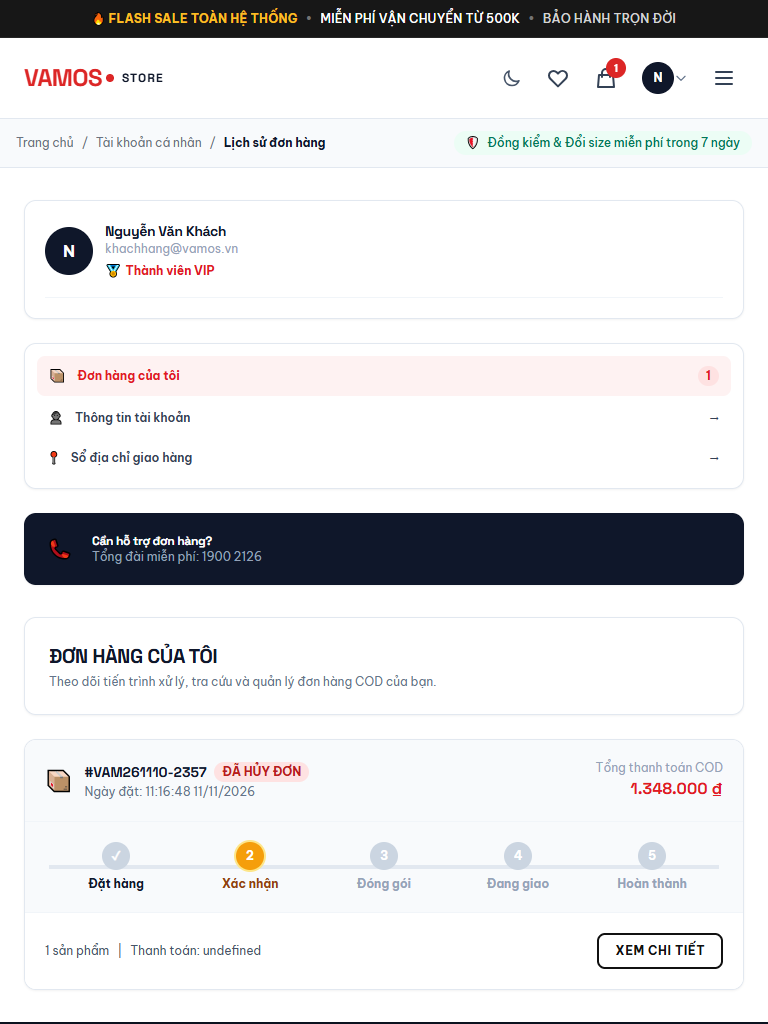 🔥 FLASH SALE TOÀN HỆ THỐNG • MIỄN PHÍ VẬN CHUYỂN TỪ 500K • BẢO HÀNH TRỌN ĐỜI
VAMOS STORE
1
N
Trang chủ / Tài khoản cá nhân / Lịch sử đơn hàng
Đồng kiểm & Đổi size miễn phí trong 7 ngày
N
Nguyễn Văn Khách
khachhang@vamos.vn
Thành viên VIP
Đơn hàng của tôi 1
Thông tin tài khoản →
Sổ địa chỉ giao hàng →
Cần hỗ trợ đơn hàng?
Tổng đài miễn phí: 1900 2126
ĐƠN HÀNG CỦA TÔI
Theo dõi tiến trình xử lý, tra cứu và quản lý đơn hàng COD của bạn.
#VAM261110-2357 ĐÃ HỦY ĐƠN
Ngày đặt: 11:16:48 11/11/2026
Tổng thanh toán COD
1.348.000 ₫
✓ 2 3 4 5
Đặt hàng Xác nhận Đóng gói Đang giao Hoàn thành
1 sản phẩm | Thanh toán: undefined
XEM CHI TIẾT